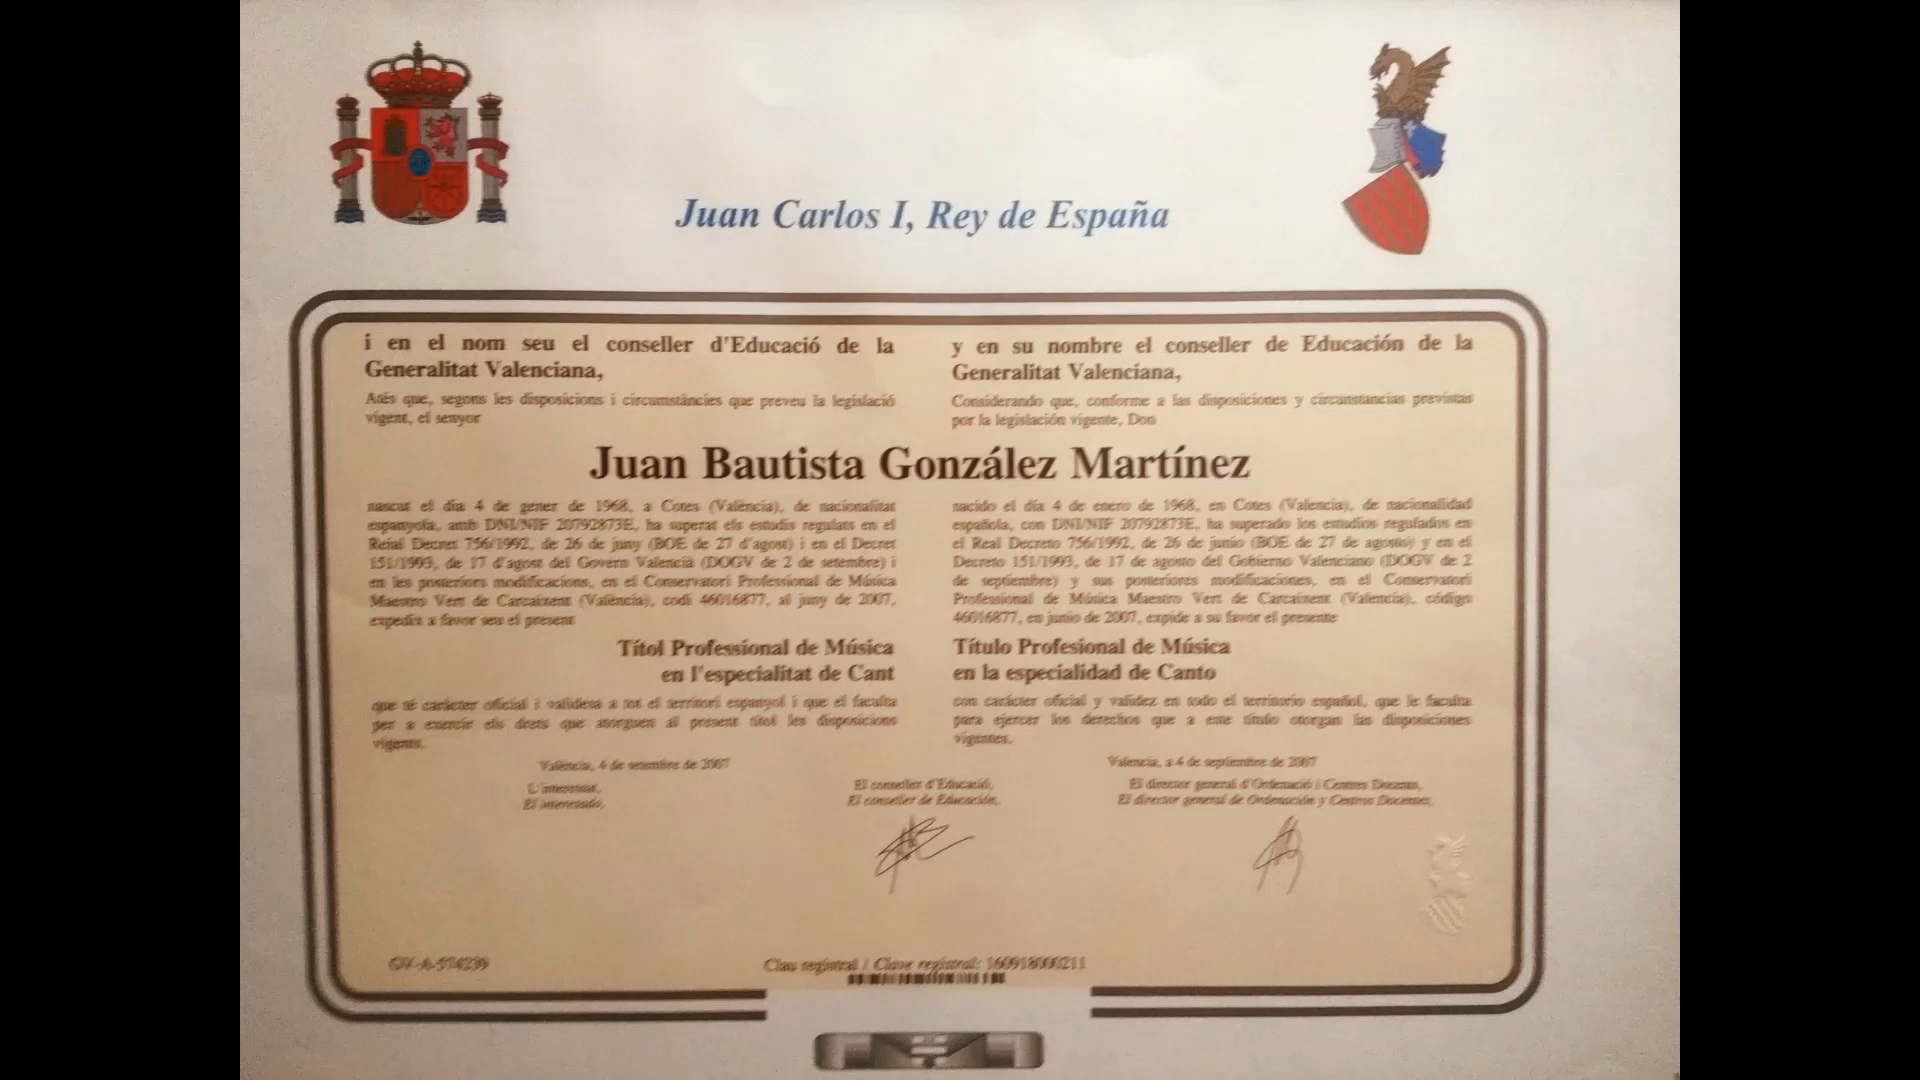 Juan Carlos I, Rey de España
i en el nom seu el conseller d'Educació de la
Generalitat Valenciana,
Atés que, segons les disposicions i circumstàncies que preveu la legislació
vigent, el senyor
y en su nombre el conseller de Educación de la
Generalitat Valenciana,
Considerando que, conforme a las disposiciones y circunstancias previstas
por la legislación vigente, Don
Juan Bautista González Martínez
nascut el dia 4 de gener de 1968, a Cotes (València), de nacionalitat
espanyola, amb DNI/NIF 20792873E, ha superat els estudis regulats en el
Reial Decret 756/1992, de 26 de juny (BOE de 27 d'agost) i en el Decret
151/1993, de 17 d'agost del Govern Valencià (DOGV de 2 de setembre) i
en les posteriors modificacions, en el Conservatori Professional de Música
Maestro Vert de Carcaixent (València), codi 46016877, al juny de 2007,
expedix a favor seu el present
Títol Professional de Música
en l'especialitat de Cant
que té caràcter oficial i validesa a tot el territori espanyol i que el faculta
per a exercir els drets que atorguen al present títol les disposicions
vigents.
nacido el día 4 de enero de 1968, en Cotes (Valencia), de nacionalidad
española, con DNI/NIF 20792873E, ha superado los estudios regulados en
el Real Decreto 756/1992, de 26 de junio (BOE de 27 de agosto) y en el
Decreto 151/1993, de 17 de agosto del Gobierno Valenciano (DOGV de 2
de septiembre) y sus posteriores modificaciones, en el Conservatori
Professional de Música Maestro Vert de Carcaixent (Valencia), código
46016877, en junio de 2007, expide a su favor el presente
Título Profesional de Música
en la especialidad de Canto
con carácter oficial y validez en todo el territorio español, que le faculta
para ejercer los derechos que a este título otorgan las disposiciones
vigentes.
València, 4 de setembre de 2007
Valencia, a 4 de septiembre de 2007
L'interessat,
El interesado,
El conseller d'Educació,
El conseller de Educación,
El director general d'Ordenació i Centres Docents,
El director general de Ordenación y Centros Docentes,
Clau registral / Clave registral: 160918000211